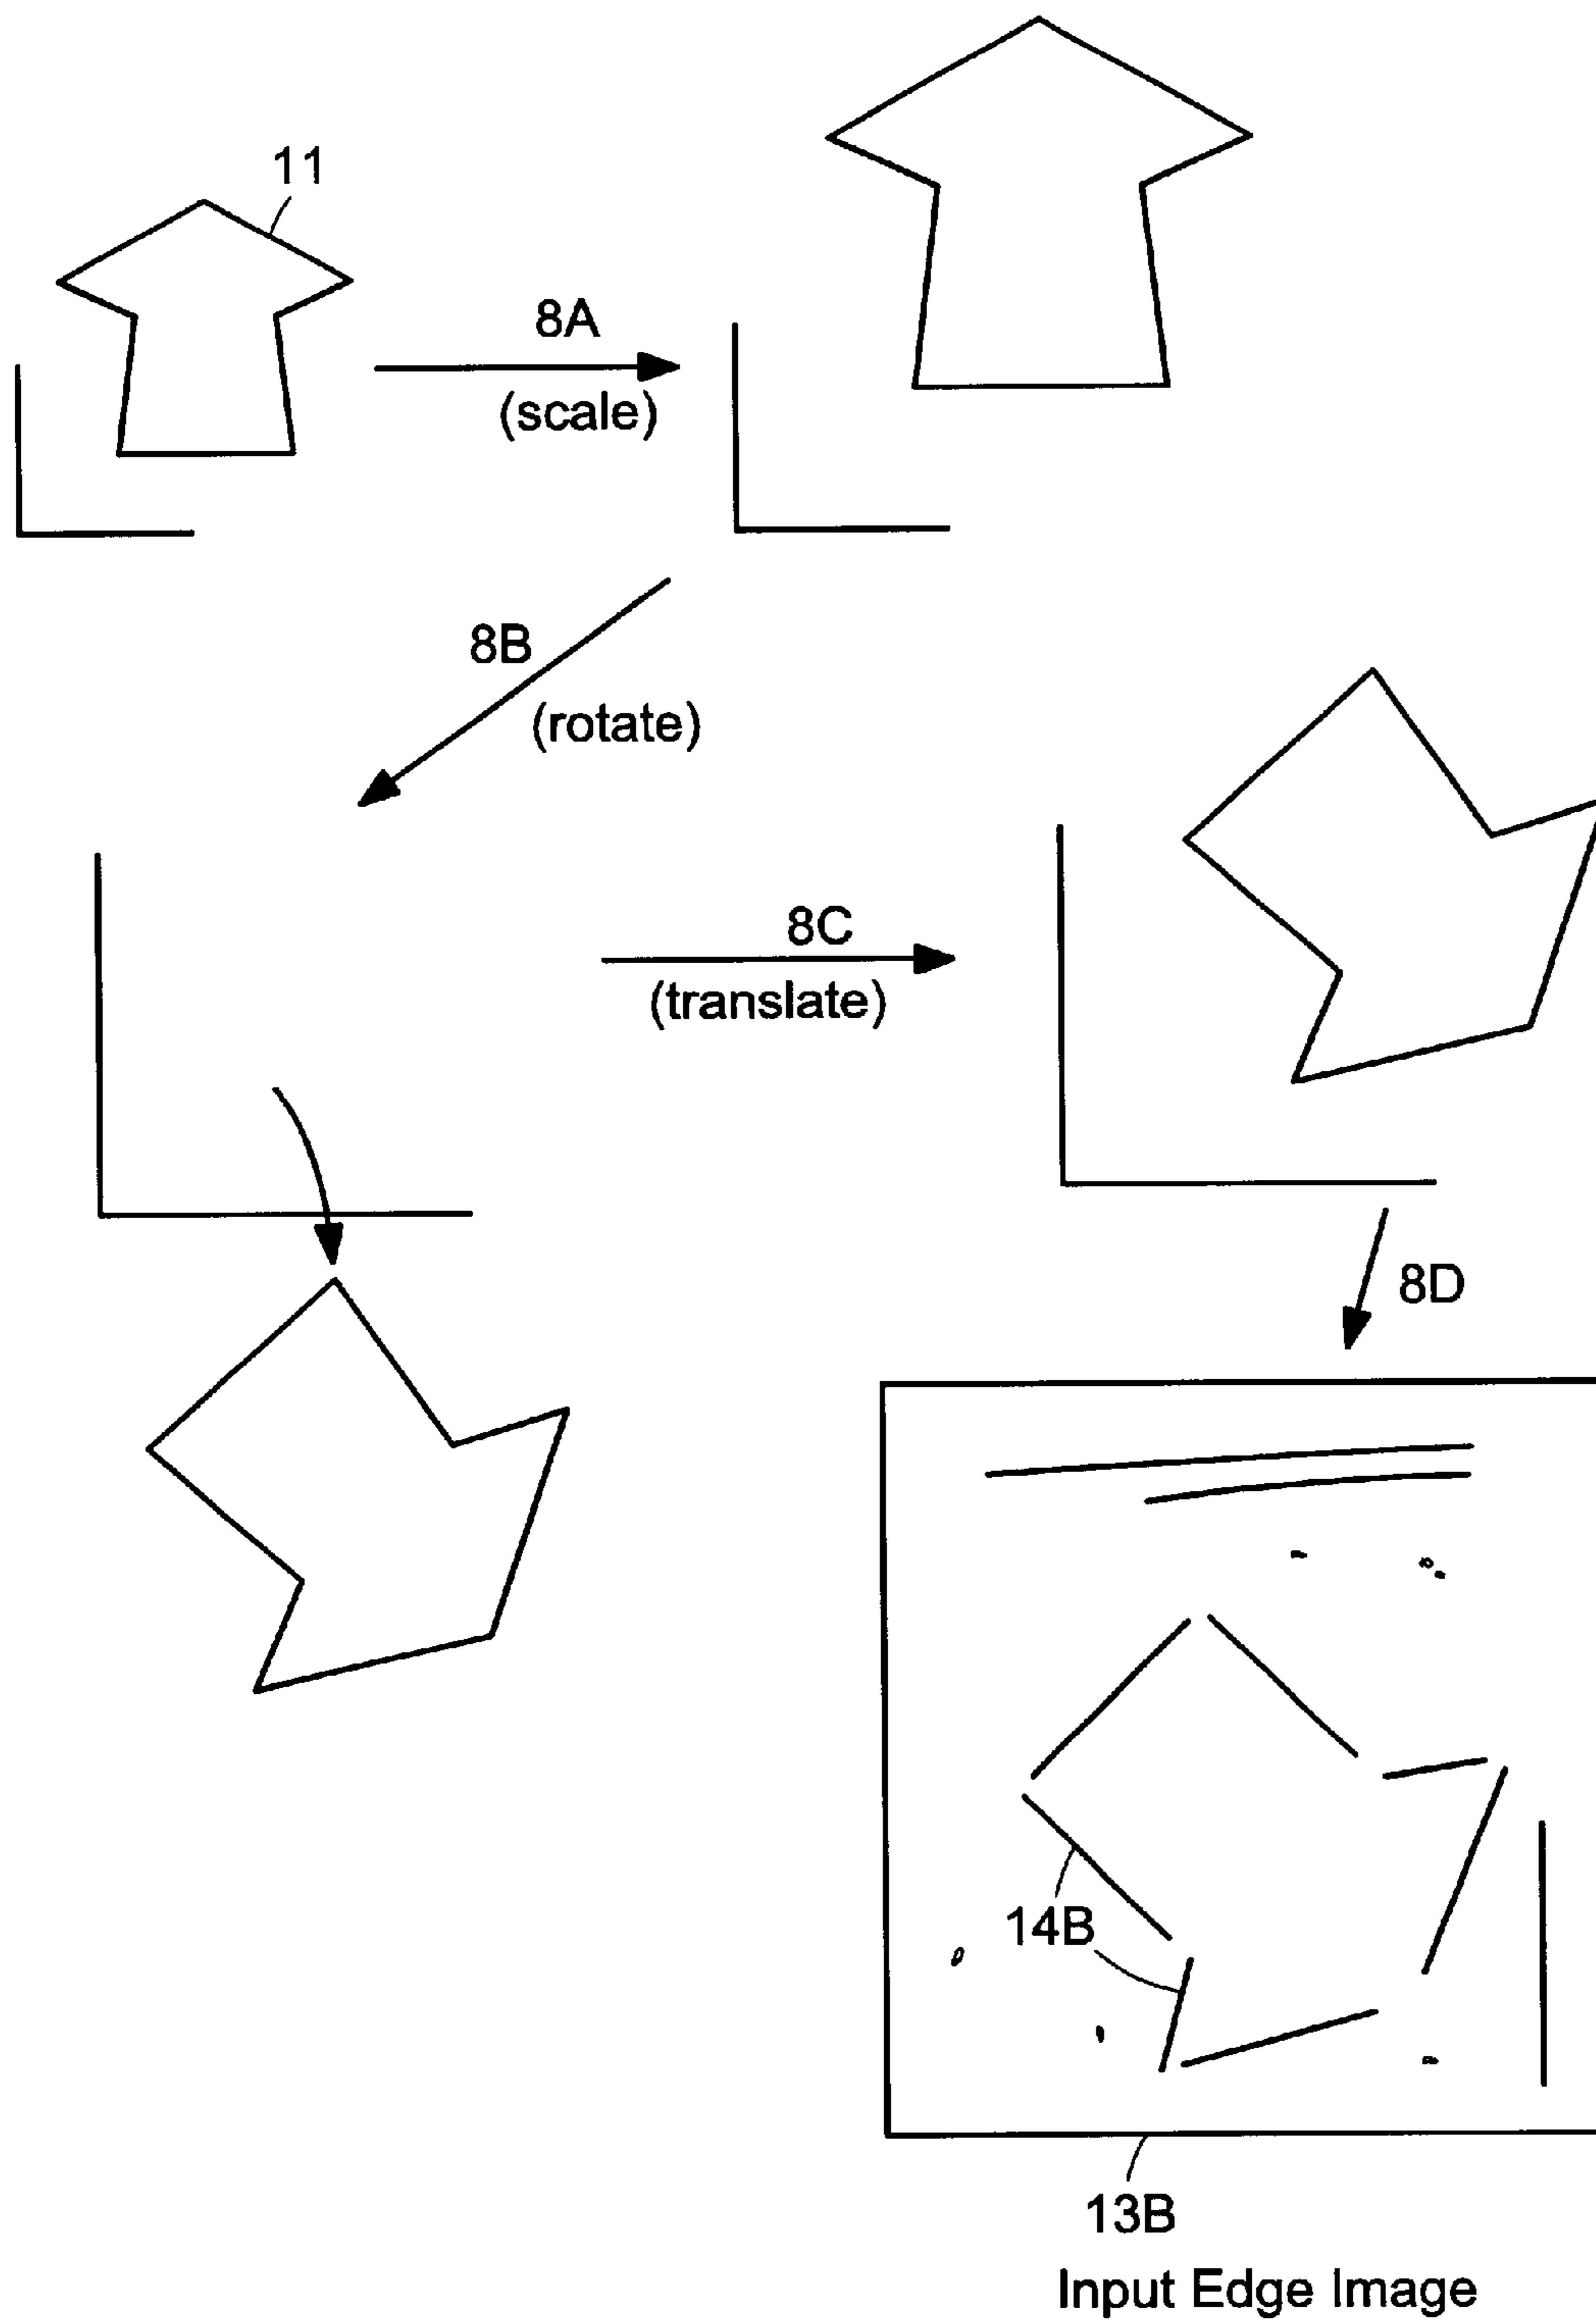 11
8A
(scale)
8B
(rotate)
8C
(translate)
8D
14B
13B
Input Edge Image